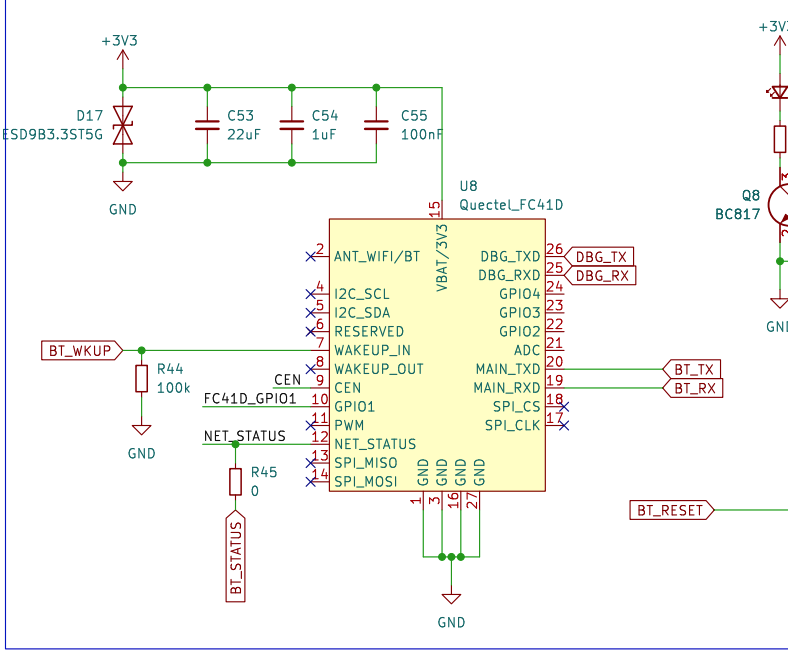 +3V3
D17
ESD9B3.3ST5G
C53
22uF
C54
1uF
C55
100nF
GND
U8
Quectel_FC41D
15
VBAT/3V3
2
ANT_WIFI/BT
4
I2C_SCL
5
I2C_SDA
6
RESERVED
BT_WKUP
7
WAKEUP_IN
8
WAKEUP_OUT
R44
100k
GND
CEN
9
CEN
FC41D_GPIO1
10
GPIO1
11
PWM
NET_STATUS
12
NET_STATUS
13
SPI_MISO
14
SPI_MOSI
R45
0
BT_STATUS
DBG_TXD
26
DBG_TX
DBG_RXD
25
DBG_RX
GPIO4
24
GPIO3
23
GPIO2
22
ADC
21
MAIN_TXD
20
BT_TX
MAIN_RXD
19
BT_RX
SPI_CS
18
SPI_CLK
17
GND
GND
GND
GND
1
3
16
27
GND
+3V
Q8
BC817
3
2
GND
BT_RESET